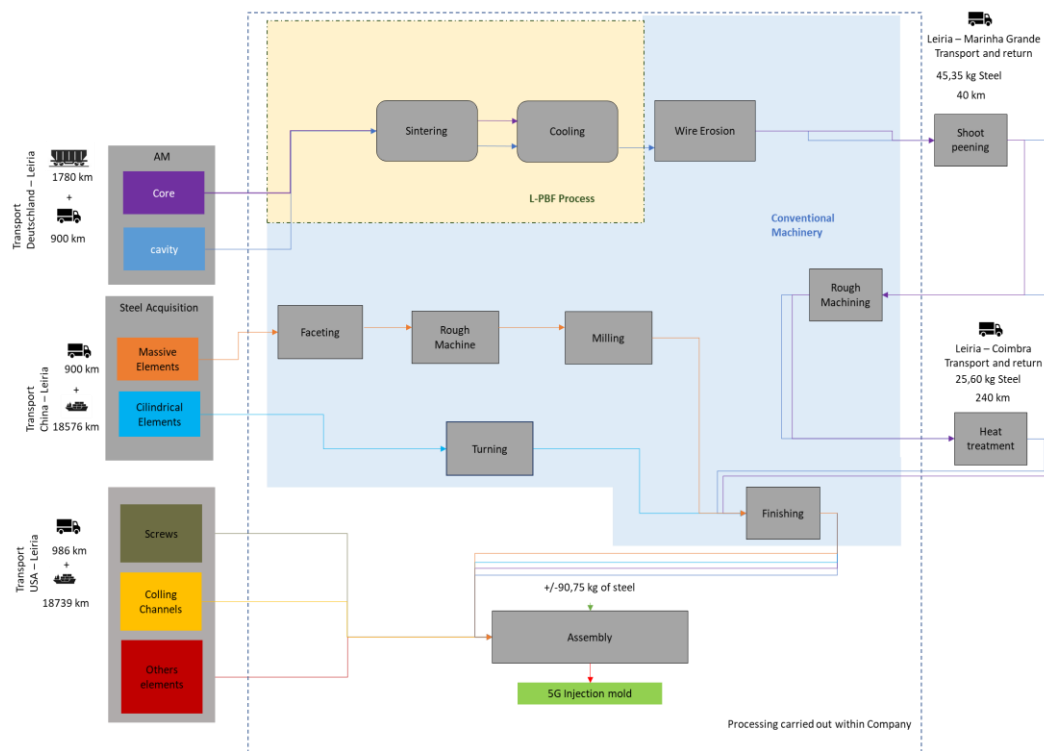 Leiria – Marinha Grande
Transport and return
45,35 kg Steel
40 km
Shoot
peening
Sintering
Cooling
Wire Erosion
L-PBF Process
Conventional
Machinery
Transport
Deutschland – Leiria
1780 km
+
900 km
AM
Core
cavity
Rough
Machining
Transport
China – Leiria
900 km
+
18576 km
Steel Acquisition
Massive
Elements
Cilindrical
Elements
Faceting
Rough
Machine
Milling
Turning
Finishing
Leiria – Coimbra
Transport and return
25,60 kg Steel
240 km
Heat
treatment
Transport
USA – Leiria
986 km
+
18739 km
Screws
Colling
Channels
Others
elements
+/-90,75 kg of steel
Assembly
5G Injection mold
Processing carried out within Company